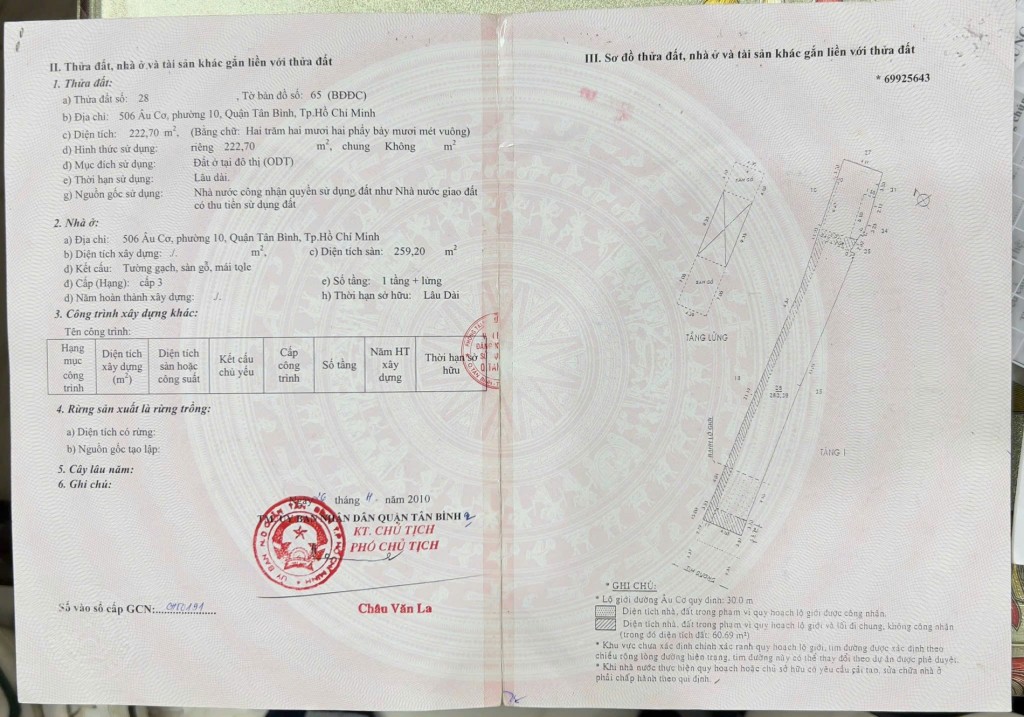 II. Thửa đất, nhà ở và tài sản khác gắn liền với thửa đất
1. Thửa đất:
a) Thửa đất số: 28 , Tờ bản đồ số: 65 (BĐĐC)
b) Địa chỉ: 506 Âu Cơ, phường 10, Quận Tân Bình, Tp.Hồ Chí Minh
c) Diện tích: 222,70 m², (Bằng chữ: Hai trăm hai mươi hai phẩy bảy mươi mét vuông)
d) Hình thức sử dụng: riêng 222,70 m², chung Không m²
đ) Mục đích sử dụng: Đất ở tại đô thị (ODT)
e) Thời hạn sử dụng: Lâu dài.
g) Nguồn gốc sử dụng: Nhà nước công nhận quyền sử dụng đất như Nhà nước giao đất
có thu tiền sử dụng đất
2. Nhà ở:
a) Địa chỉ: 506 Âu Cơ, phường 10, Quận Tân Bình, Tp.Hồ Chí Minh
b) Diện tích xây dựng: /. m², c) Diện tích sàn: 259,20 m²
d) Kết cấu: Tường gạch, sàn gỗ, mái tole
đ) Cấp (Hạng): cấp 3 e) Số tầng: 1 tầng + lửng
d) Năm hoàn thành xây dựng: /. h) Thời hạn sở hữu: Lâu Dài
3. Công trình xây dựng khác:
Tên công trình:
Hạng mục công trình
Diện tích xây dựng (m²)
Diện tích sàn hoặc công suất
Kết cấu chủ yếu
Cấp công trình
Số tầng
Năm HT xây dựng
Thời hạn sở hữu
4. Rừng sản xuất là rừng trồng:
a) Diện tích có rừng:
b) Nguồn gốc tạo lập:
5. Cây lâu năm:
6. Ghi chú:
tháng 11 năm 2010
TM. ỦY BAN NHÂN DÂN QUẬN TÂN BÌNH
KT. CHỦ TỊCH
PHÓ CHỦ TỊCH
Châu Văn La
Số vào sổ cấp GCN:
III. Sơ đồ thửa đất, nhà ở và tài sản khác gắn liền với thửa đất
* 69925643
SÀN GỖ
SÀN GỖ
TẦNG LỬNG
RANH LỘ GIỚI
TẦNG 1
* GHI CHÚ:
* Lộ giới đường Âu Cơ quy định: 30.0 m
Diện tích nhà, đất trong phạm vi quy hoạch lộ giới được công nhận.
Diện tích nhà, đất trong phạm vi quy hoạch lộ giới và lối đi chung, không công nhận
(trong đó diện tích đất: 60.69 m²)
* Khu vực chưa xác định chính xác ranh quy hoạch lộ giới, tim đường được xác định theo
chiều rộng lòng đường hiện trạng, tim đường này có thể thay đổi theo dự án được phê duyệt.
* Khi nhà nước thực hiện quy hoạch hoặc chủ sở hữu có yêu cầu cải tạo, sửa chữa nhà ở
phải chấp hành theo qui định.